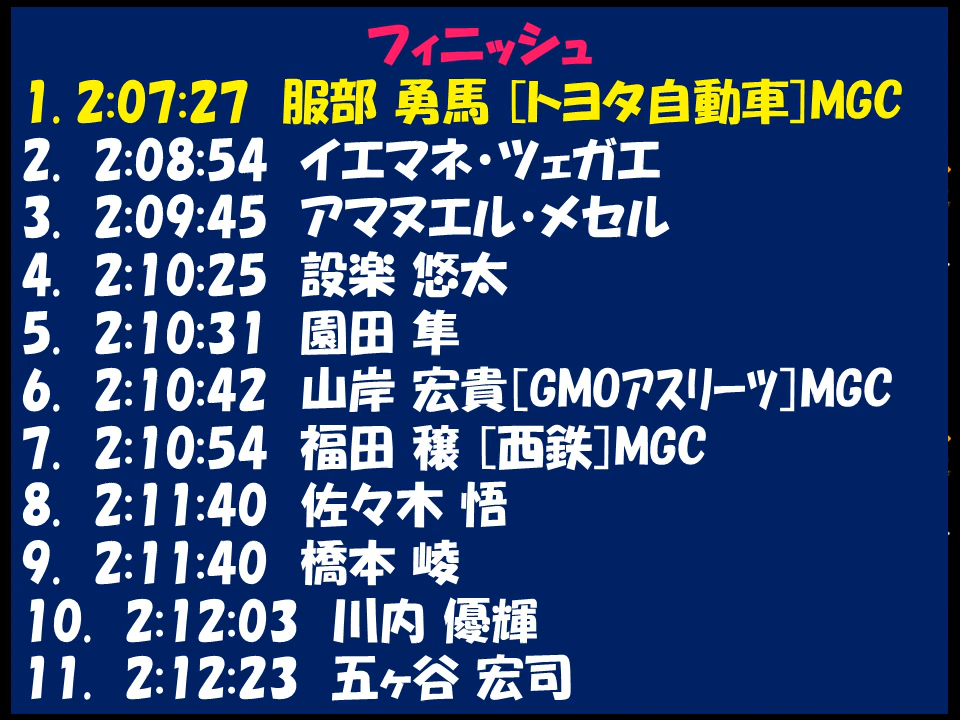 フィニッシュ
1. 2:07:27 服部 勇馬 [トヨタ自動車]MGC
2. 2:08:54 イエマネ・ツェガエ
3. 2:09:45 アマヌエル・メセル
4. 2:10:25 設楽 悠太
5. 2:10:31 園田 隼
6. 2:10:42 山岸 宏貴[GMOアスリーツ]MGC
7. 2:10:54 福田 穣 [西鉄]MGC
8. 2:11:40 佐々木 悟
9. 2:11:40 橋本 崚
10. 2:12:03 川内 優輝
11. 2:12:23 五ヶ谷 宏司